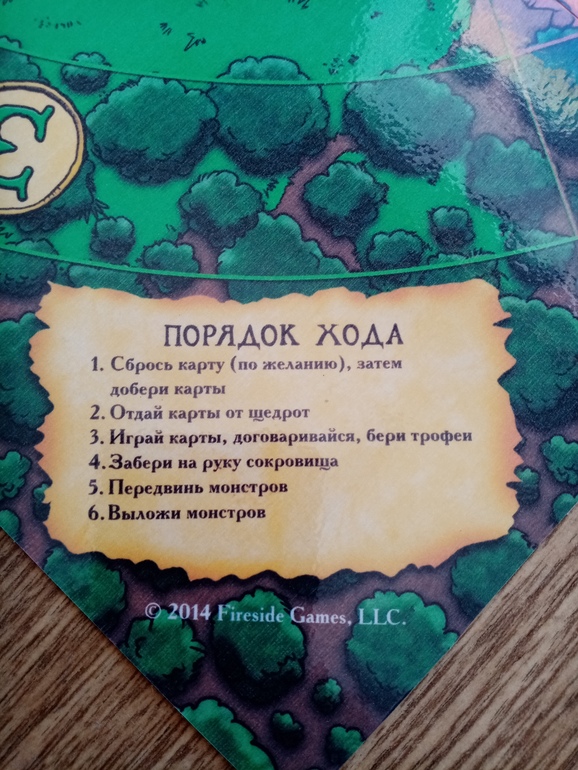 ПОРЯДОК ХОДА
1. Сбрось карту (по желанию), затем
добери карты
2. Отдай карты от щедрот
3. Играй карты, договаривайся, бери трофеи
4. Забери на руку сокровища
5. Передвинь монстров
6. Выложи монстров
© 2014 Fireside Games, LLC.